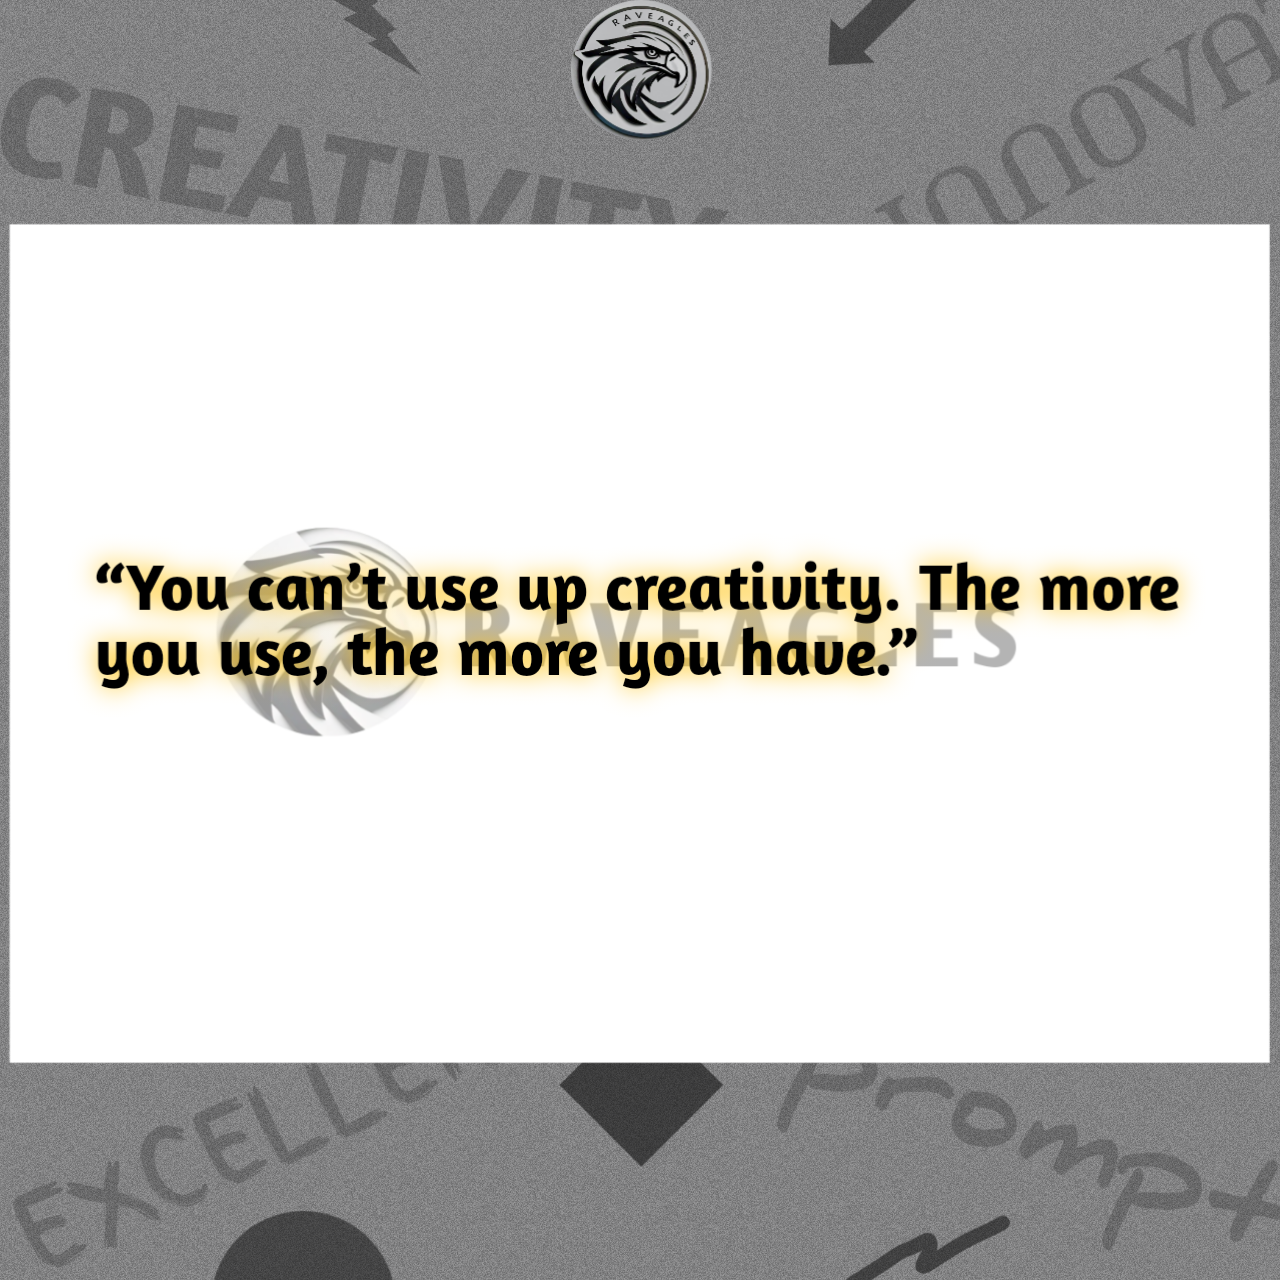 RAVEAGLES
CREATIVITY
INNOVA
“You can’t use up creativity. The more
you use, the more you have.”
RAVEAGLES
EXCELLE
Prompt